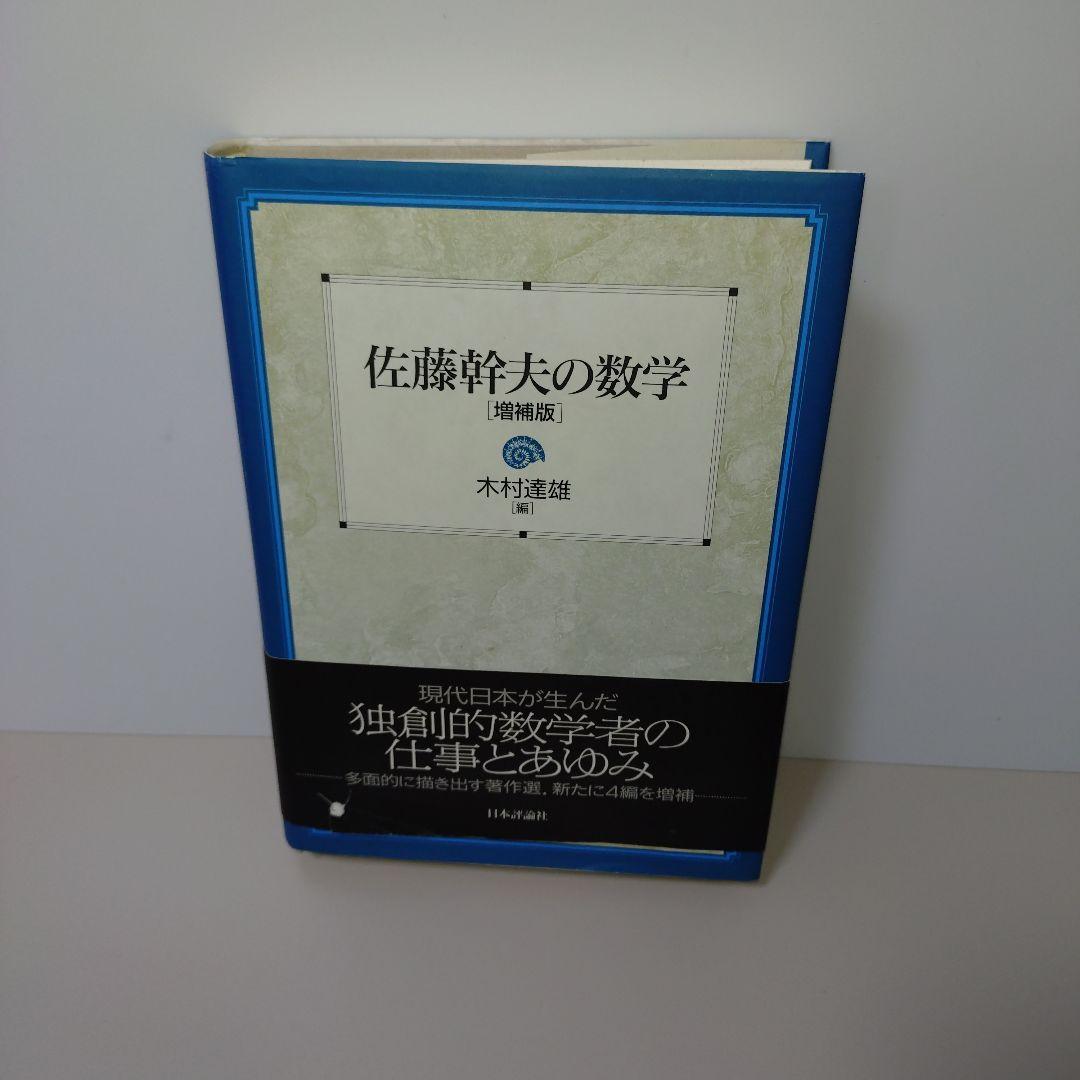 佐藤幹夫の数学
[増補版]
木村達雄
[編]
現代日本が生んだ
独創的数学者の
仕事とあゆみ
多面的に描き出す著作選．新たに4編を増補
日本評論社